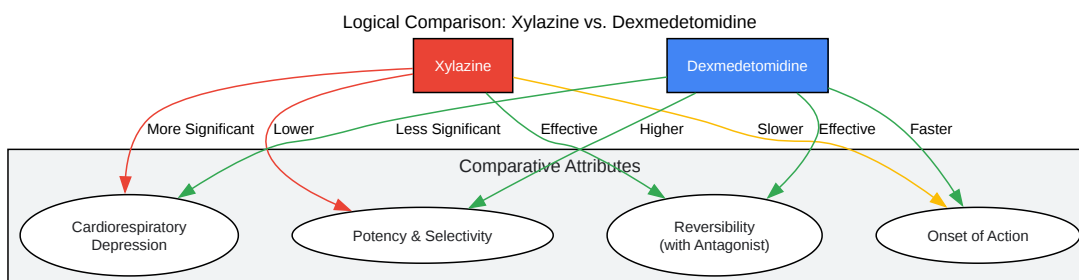 Logical Comparison: Xylazine vs. Dexmedetomidine
Xylazine
Dexmedetomidine
More Significant
Lower
Less Significant
Effective
Higher
Slower
Effective
Faster
Comparative Attributes
Cardiorespiratory
Depression
Potency & Selectivity
Reversibility
(with Antagonist)
Onset of Action